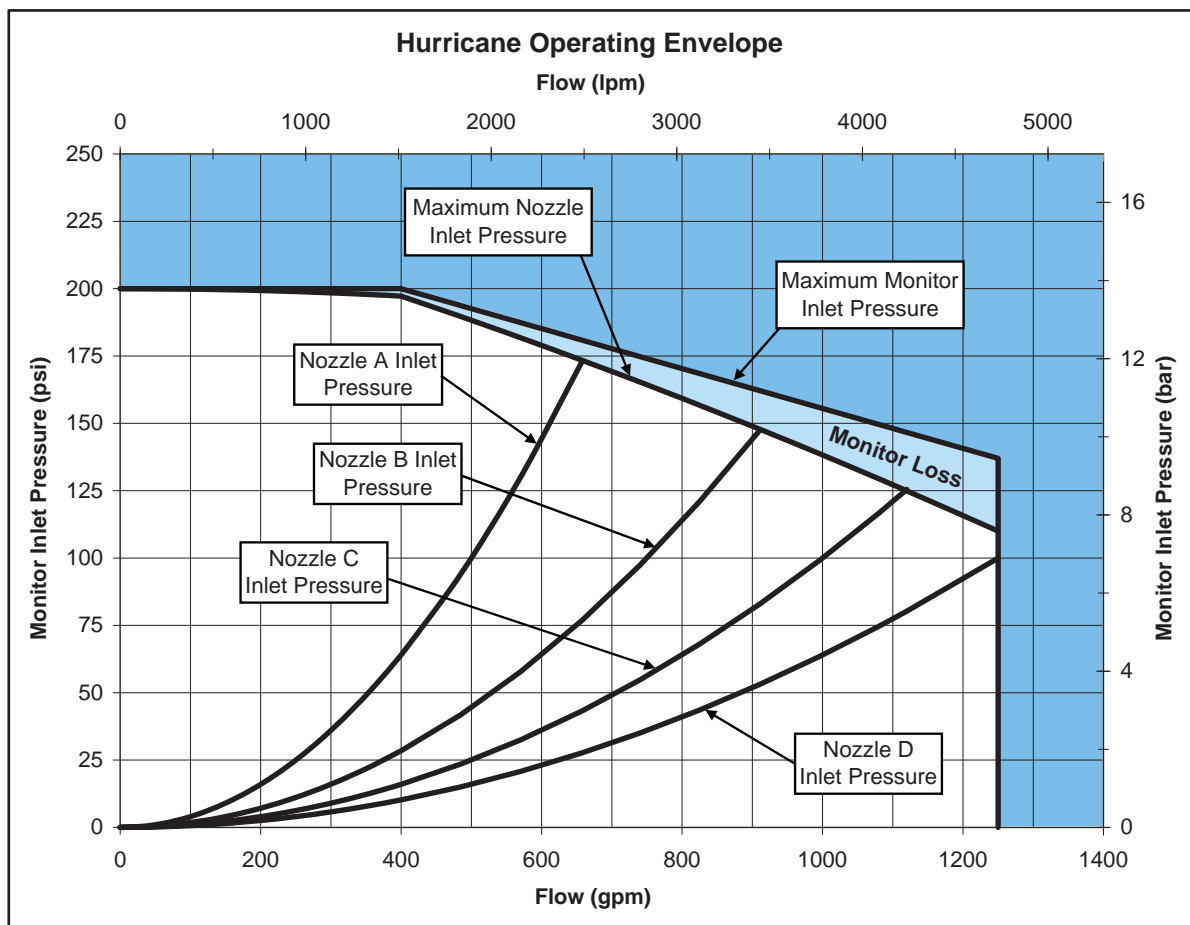 Hurricane Operating Envelope
Flow (lpm)
0 1000 2000 3000 4000 5000
250
225
200
175
150
125
100
75
50
25
0
Monitor Inlet Pressure (psi)
Maximum Nozzle
Inlet Pressure
Maximum Monitor
Inlet Pressure
Nozzle A Inlet
Pressure
Nozzle B Inlet
Pressure
Monitor Loss
Nozzle C
Inlet Pressure
Nozzle D
Inlet Pressure
16
12
8
4
0
Monitor Inlet Pressure (bar)
0 200 400 600 800 1000 1200 1400
Flow (gpm)